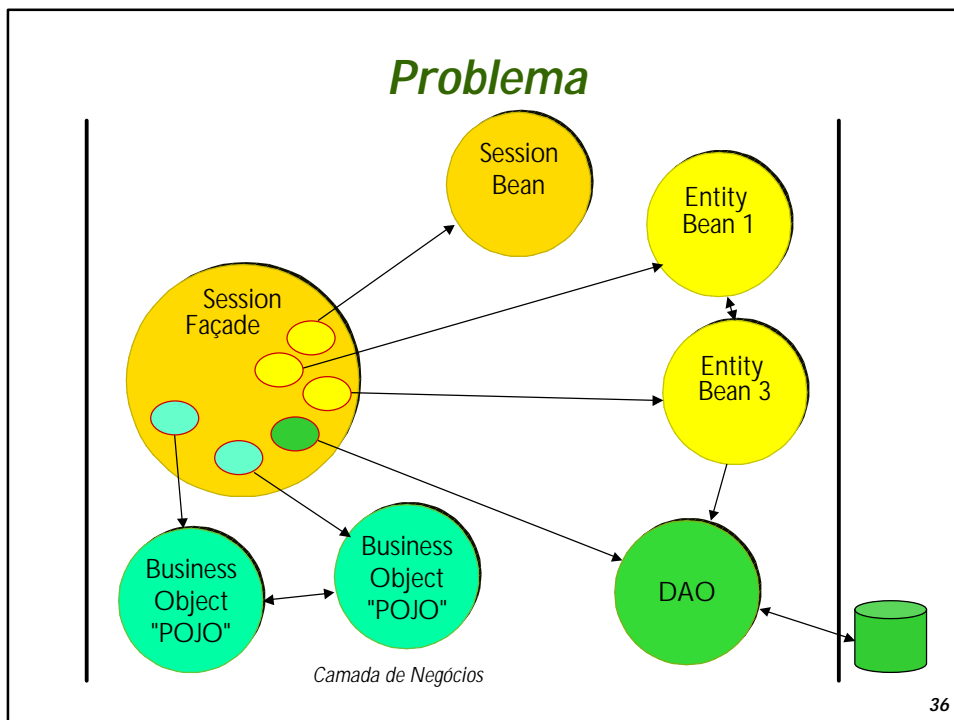 Problema
Session
Bean
Entity
Bean 1
Session
Façade
Entity
Bean 3
Business
Object
"POJO"
Business
Object
"POJO"
DAO
Camada de Negócios
36